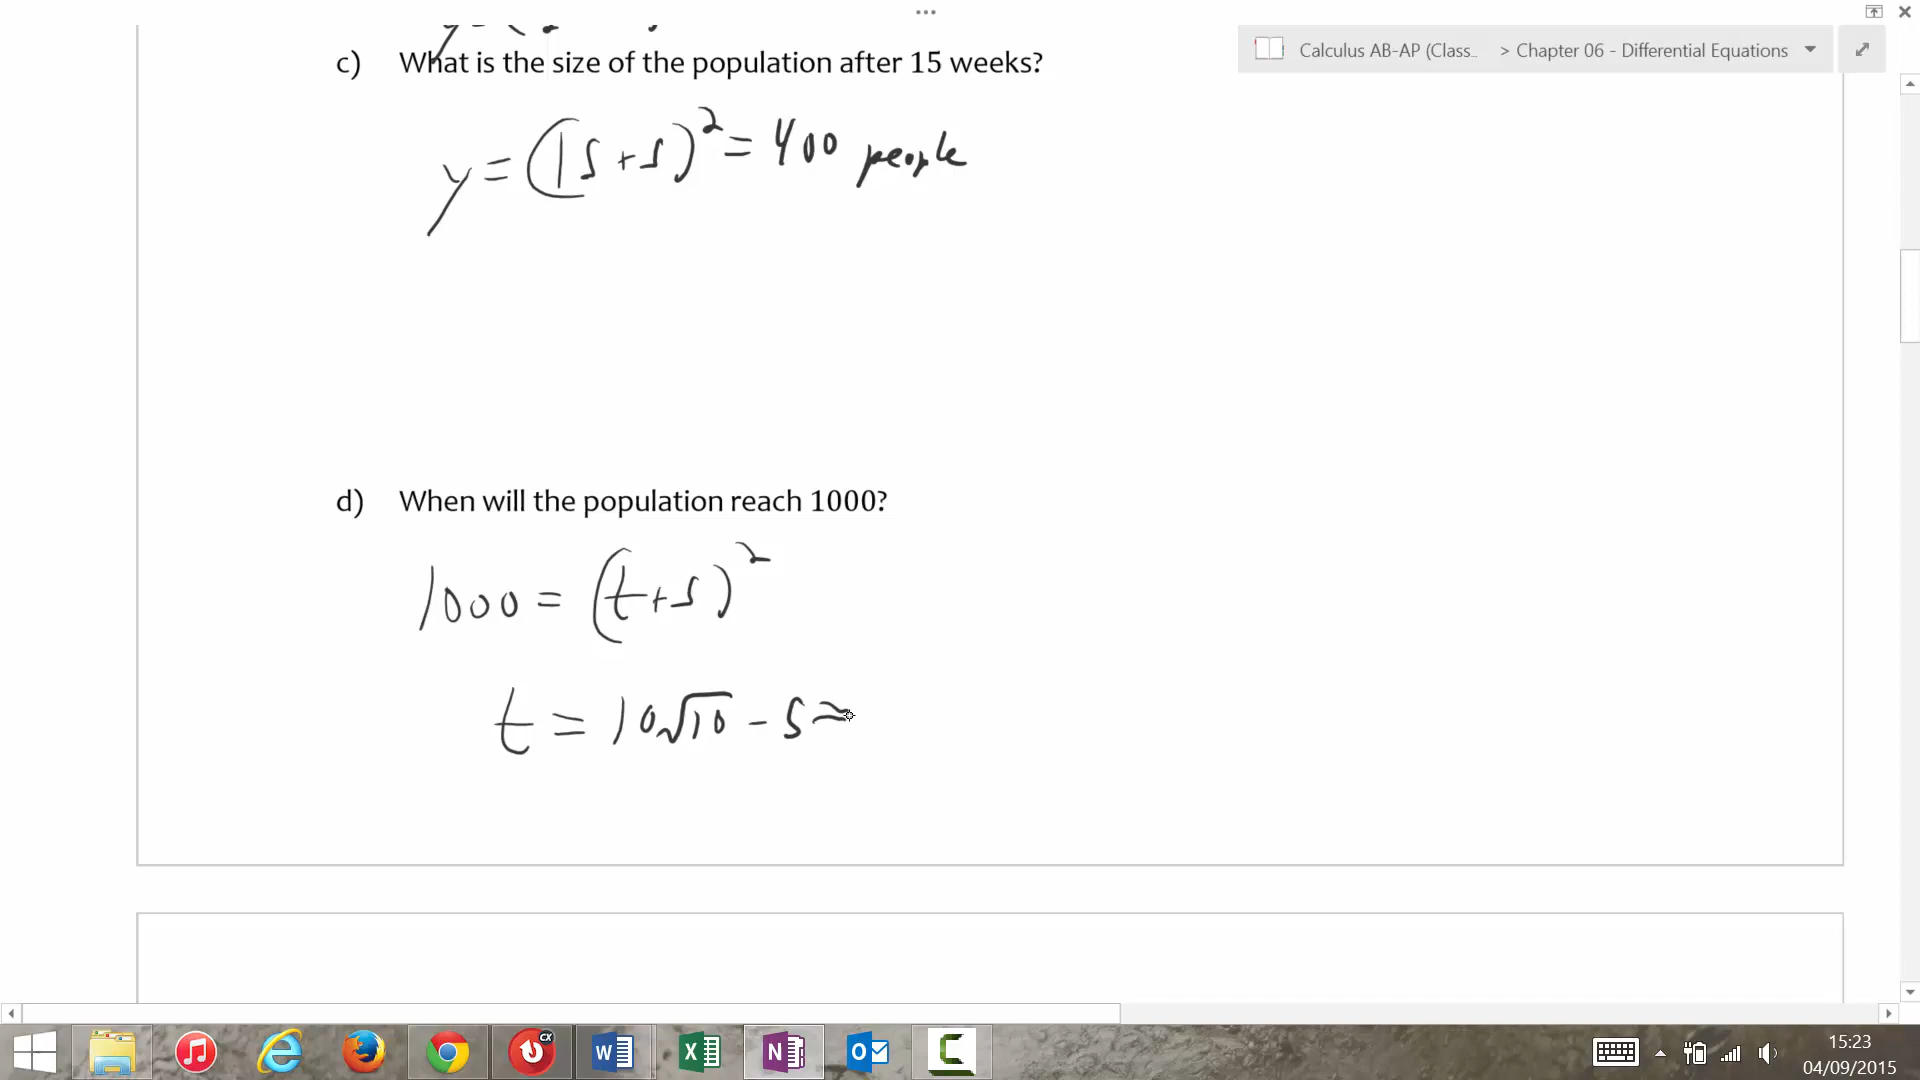 c) What is the size of the population after 15 weeks?
Calculus AB-AP (Class.. > Chapter 06 - Differential Equations
y = (15 + 5)² = 400 people
d) When will the population reach 1000?
1000 = (t + 5)²
t = 10√10 - 5 ≈
15:23
04/09/2015